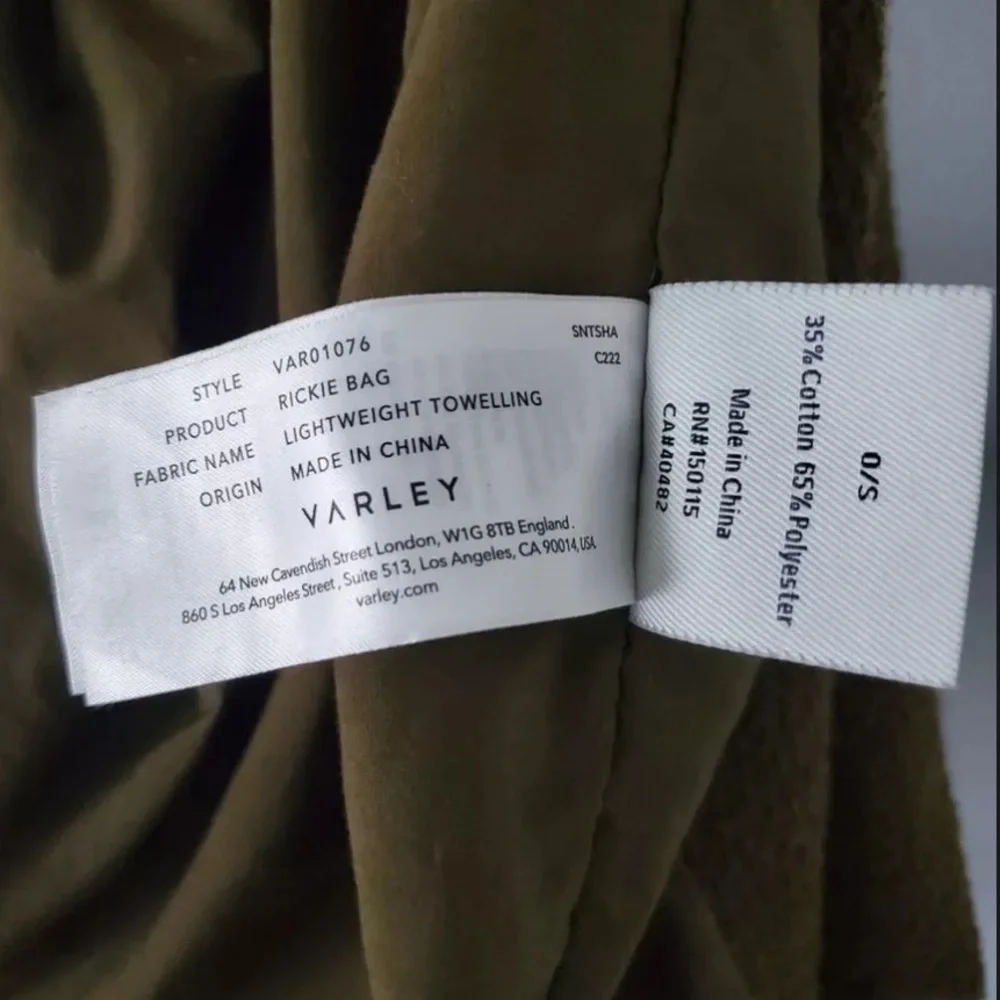 STYLE VAR01076
PRODUCT RICKIE BAG
FABRIC NAME LIGHTWEIGHT TOWELLING
ORIGIN MADE IN CHINA
SNTSHA
C222
VARLEY
64 New Cavendish Street London, W1G 8TB England.
860 S Los Angeles Street, Suite 513, Los Angeles, CA 90014, USA
varley.com
O/S
35%Cotton 65%Polyester
Made in China
RN#150115
CA#40482